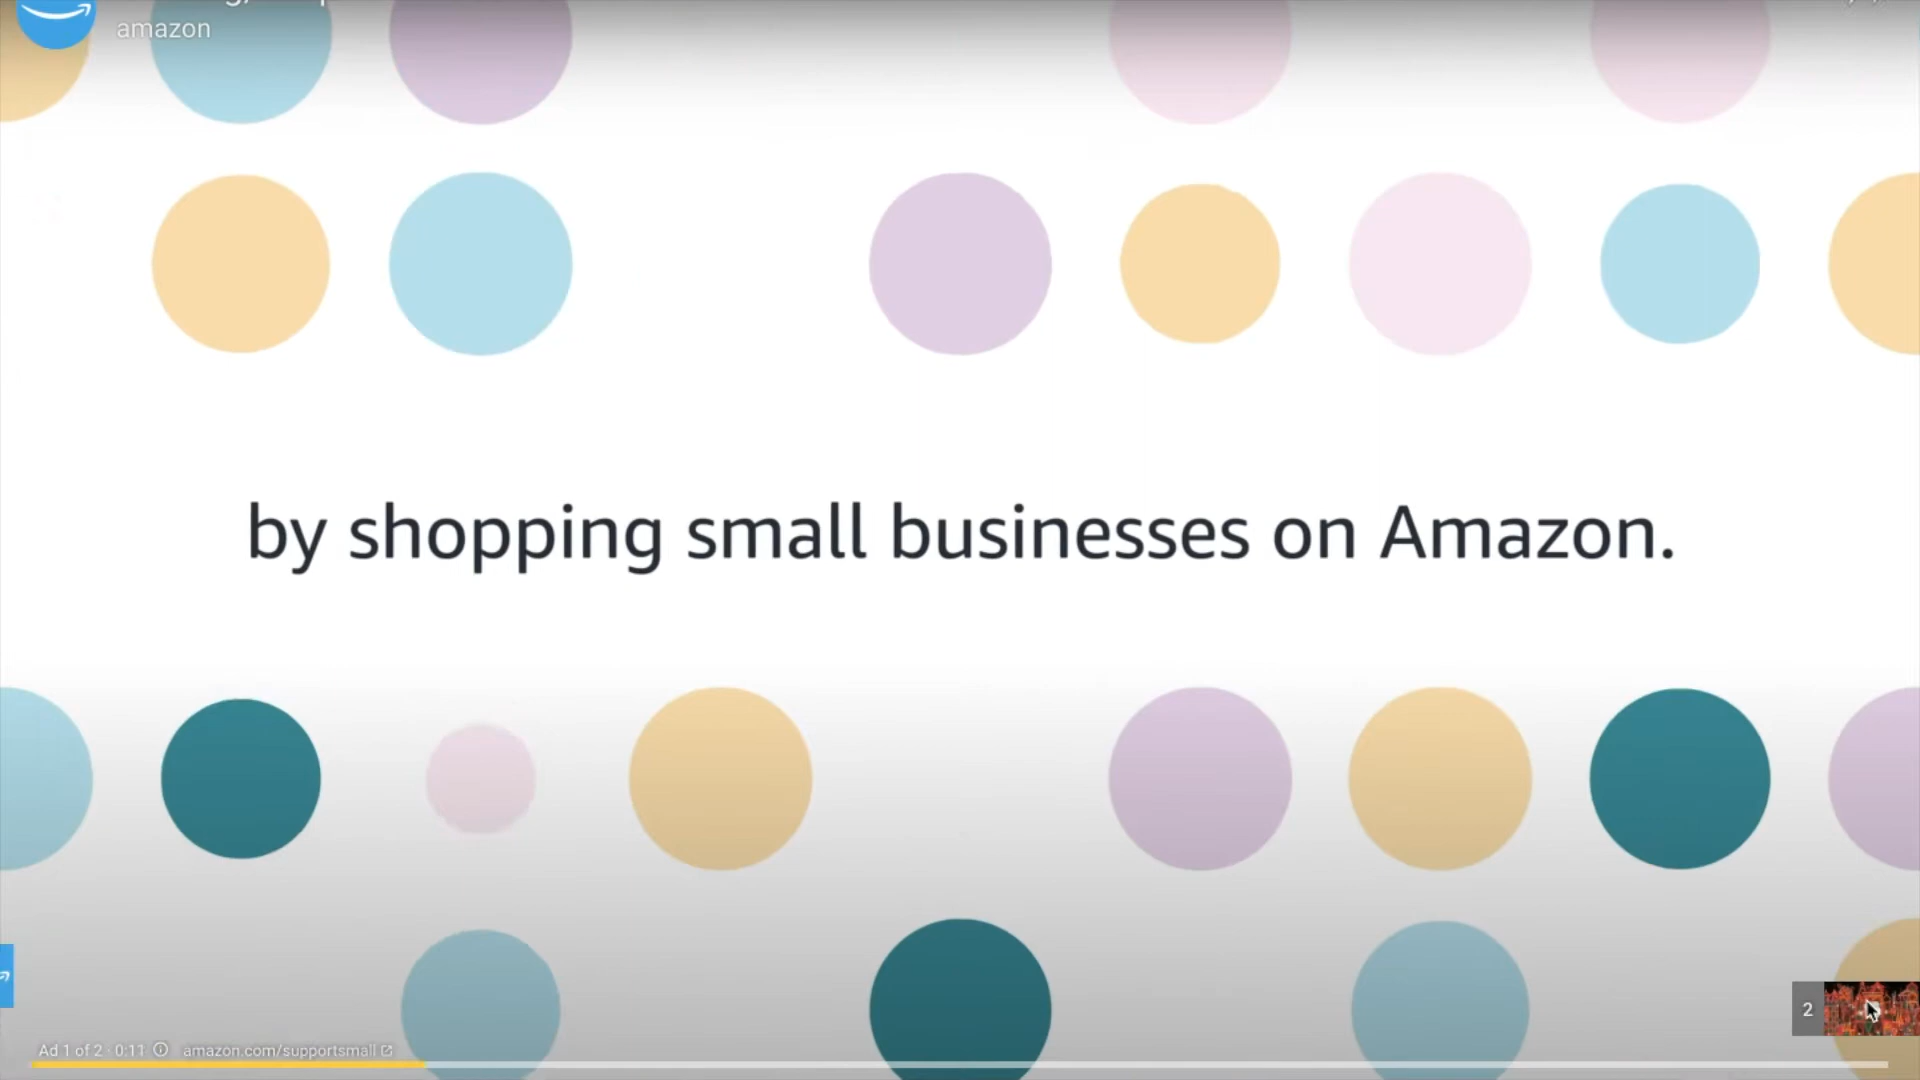 amazon
by shopping small businesses on Amazon.
2
Ad 1 of 2 · 0:11 amazon.com/supportsmall